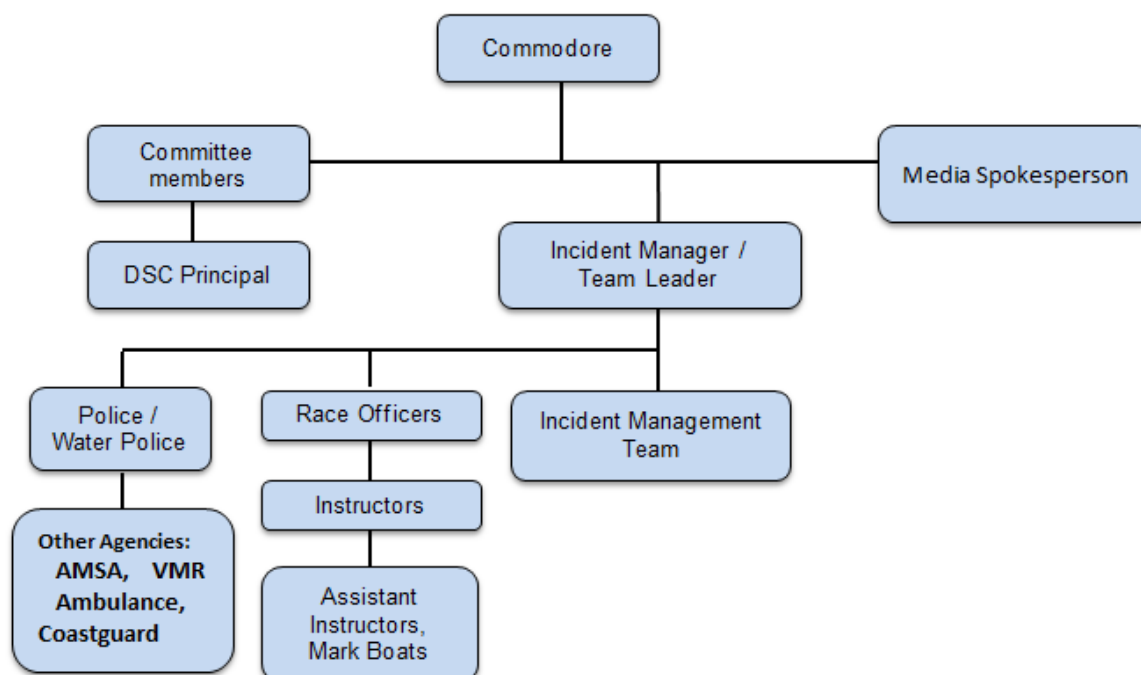 Commodore
Committee
members
Media Spokesperson
DSC Principal
Incident Manager /
Team Leader
Police /
Water Police
Race Officers
Incident Management
Team
Instructors
Other Agencies:
AMSA, VMR
Ambulance,
Coastguard
Assistant
Instructors,
Mark Boats